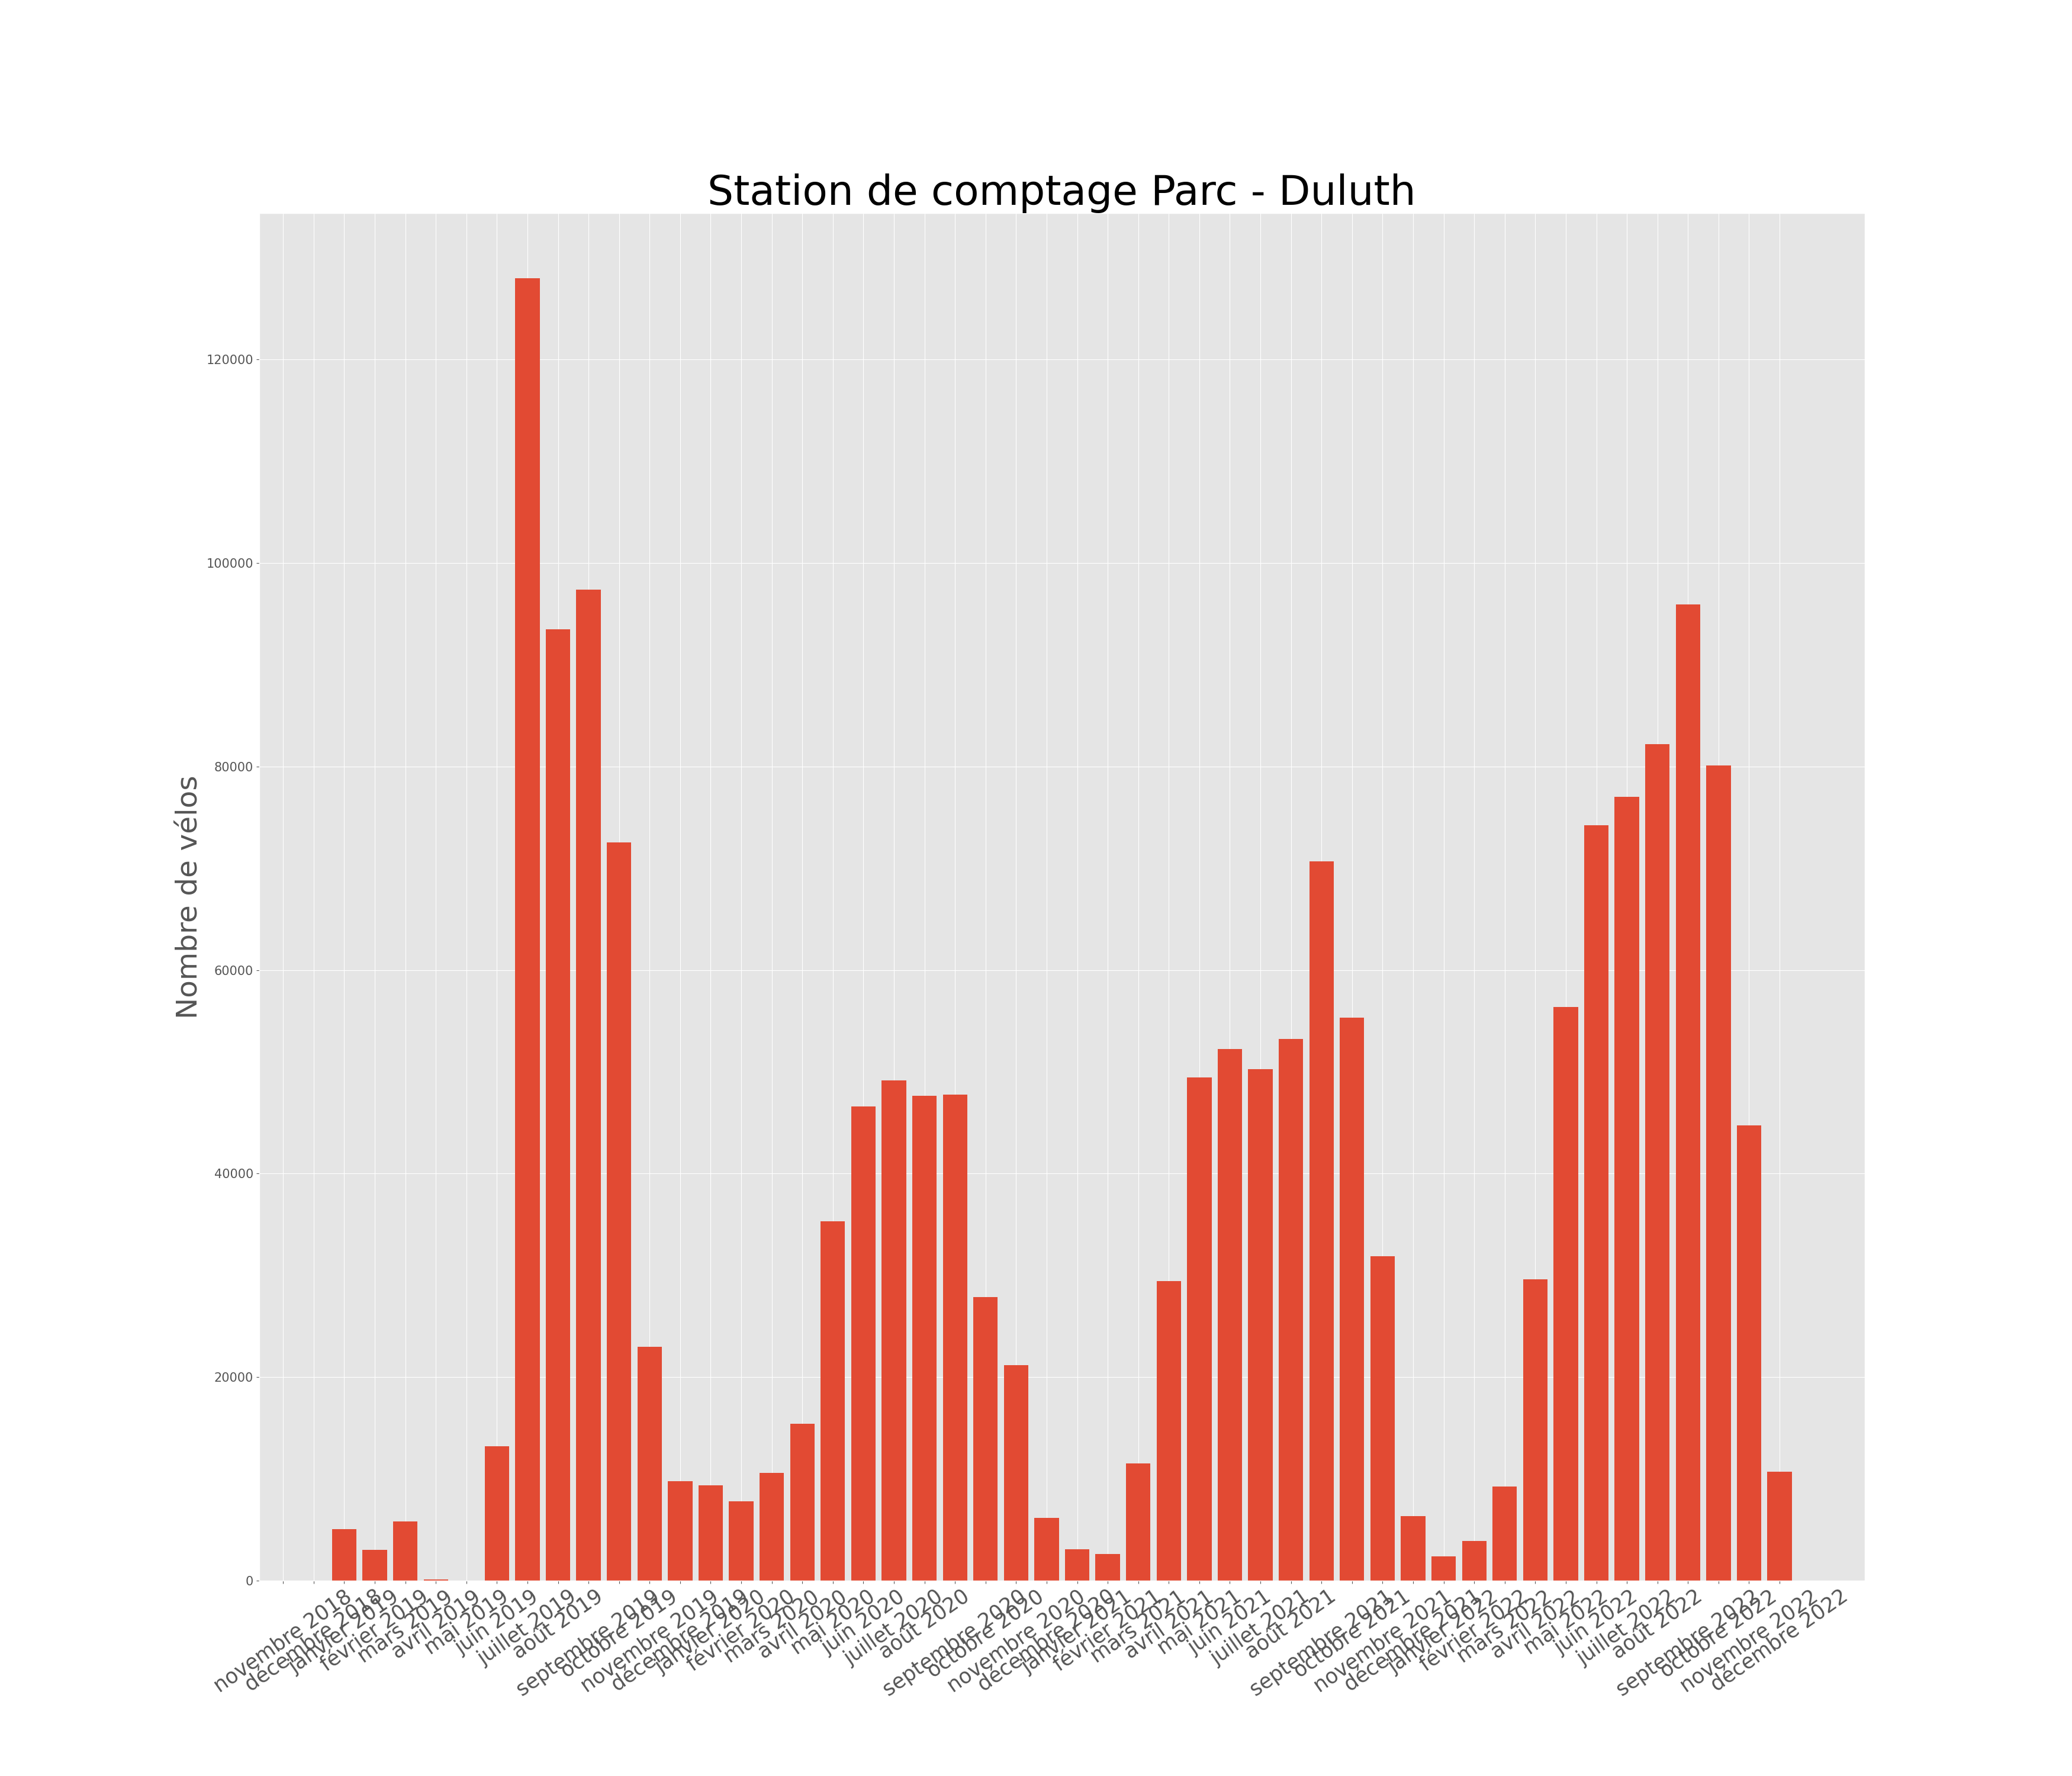 Station de comptage Parc - Duluth
Nombre de vélos
120000
100000
80000
60000
40000
20000
0
novembre 2018
décembre 2018
janvier 2019
février 2019
mars 2019
avril 2019
mai 2019
juin 2019
juillet 2019
août 2019
septembre 2019
octobre 2019
novembre 2019
décembre 2019
janvier 2020
février 2020
mars 2020
avril 2020
mai 2020
juin 2020
juillet 2020
août 2020
septembre 2020
octobre 2020
novembre 2020
décembre 2020
janvier 2021
février 2021
mars 2021
avril 2021
mai 2021
juin 2021
juillet 2021
août 2021
septembre 2021
octobre 2021
novembre 2021
décembre 2021
janvier 2022
février 2022
mars 2022
avril 2022
mai 2022
juin 2022
juillet 2022
août 2022
septembre 2022
octobre 2022
novembre 2022
décembre 2022